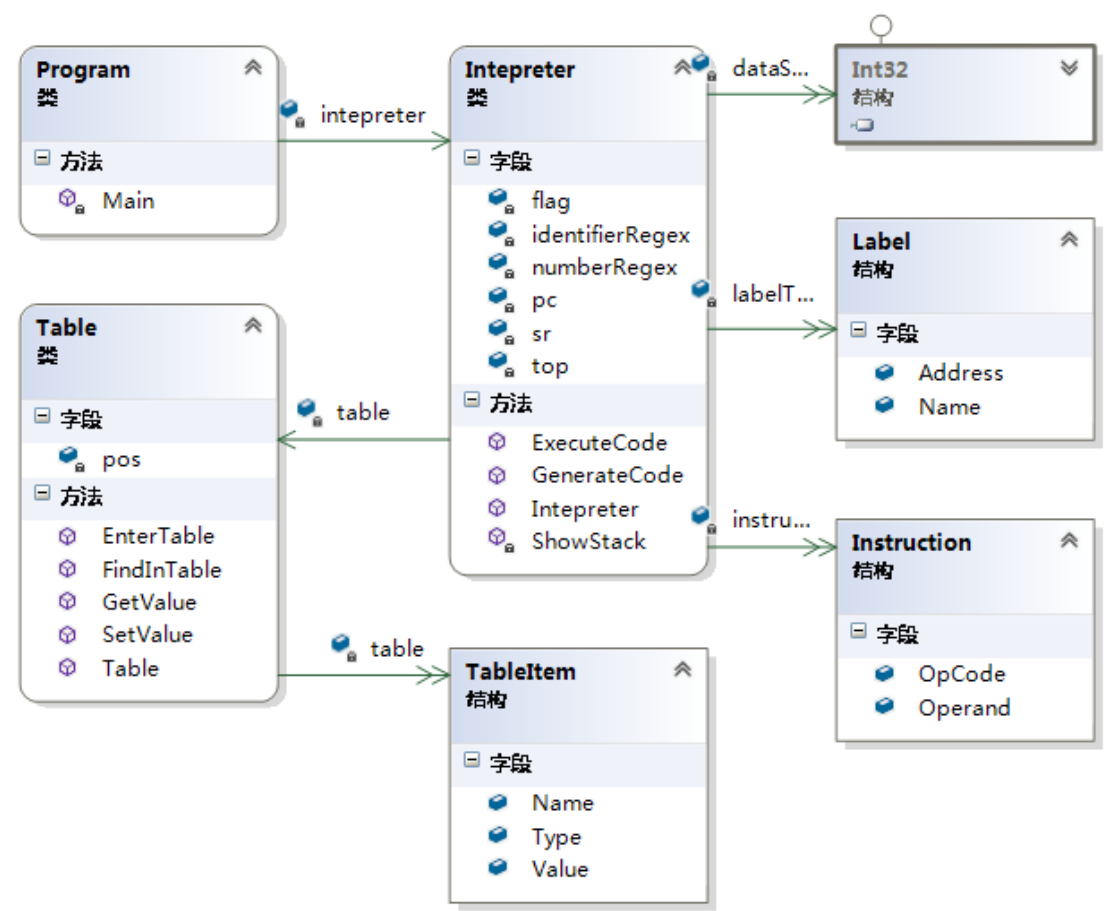 Program
类
方法
Main
intepreter
Intepreter
类
字段
flag
identifierRegex
numberRegex
pc
sr
top
方法
ExecuteCode
GenerateCode
Intepreter
ShowStack
dataS...
Int32
结构
labelT...
Label
结构
字段
Address
Name
instru...
Instruction
结构
字段
OpCode
Operand
table
Table
类
字段
pos
方法
EnterTable
FindInTable
GetValue
SetValue
Table
table
TableItem
结构
字段
Name
Type
Value